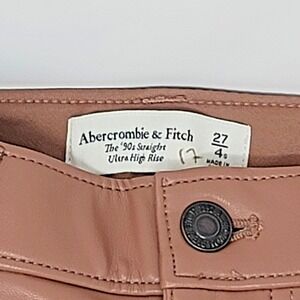 Abercrombie & Fitch
The '90s Straight
Ultra High Rise
27
4s
17
MADE IN